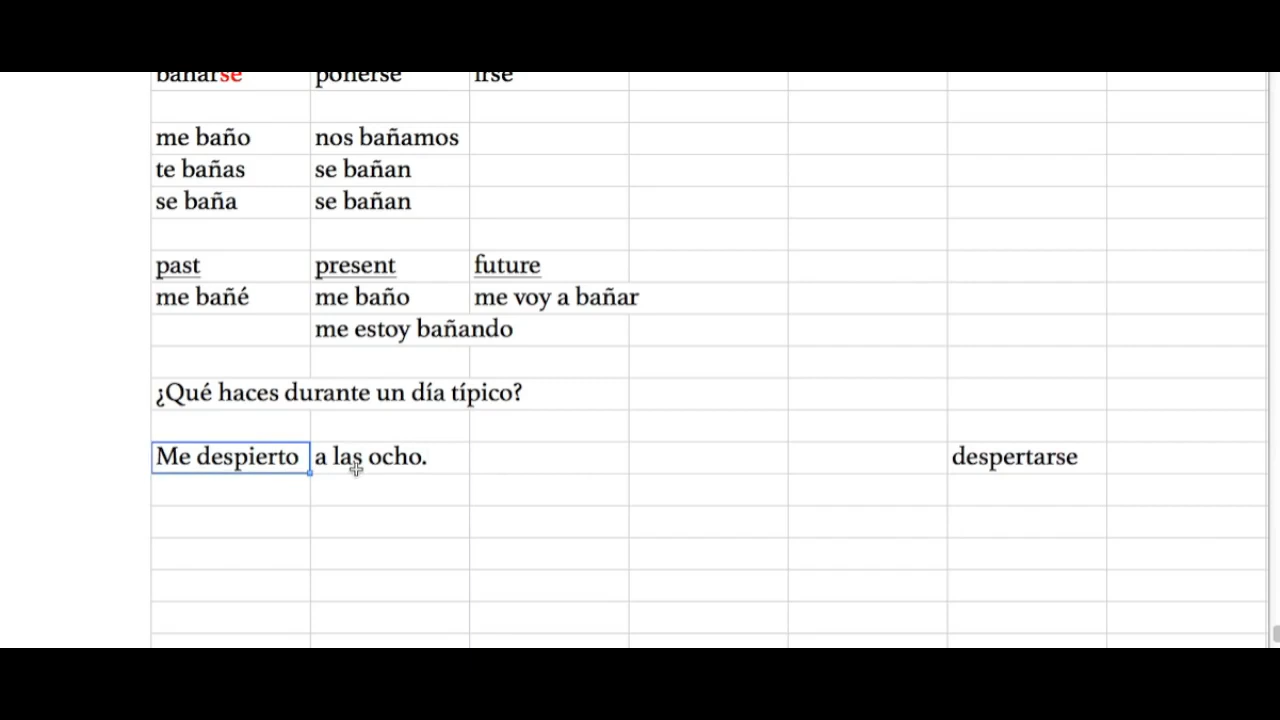 bañarse ponerse irse
me baño nos bañamos
te bañas se bañan
se baña se bañan
past present future
me bañé me baño me voy a bañar
me estoy bañando
¿Qué haces durante un día típico?
Me despierto a las ocho. despertarse